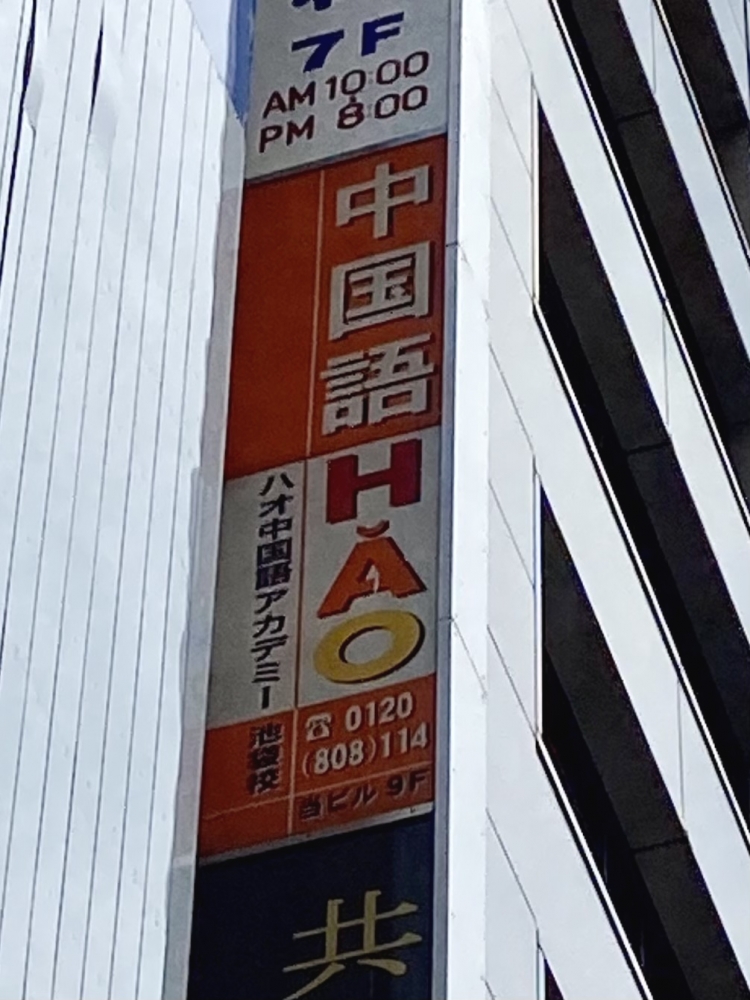 7F
AM 10:00
PM 8:00
中国語
HǍO
ハオ中国語アカデミー
池袋校
☎ 0120
(808)114
当ビル 9F
共